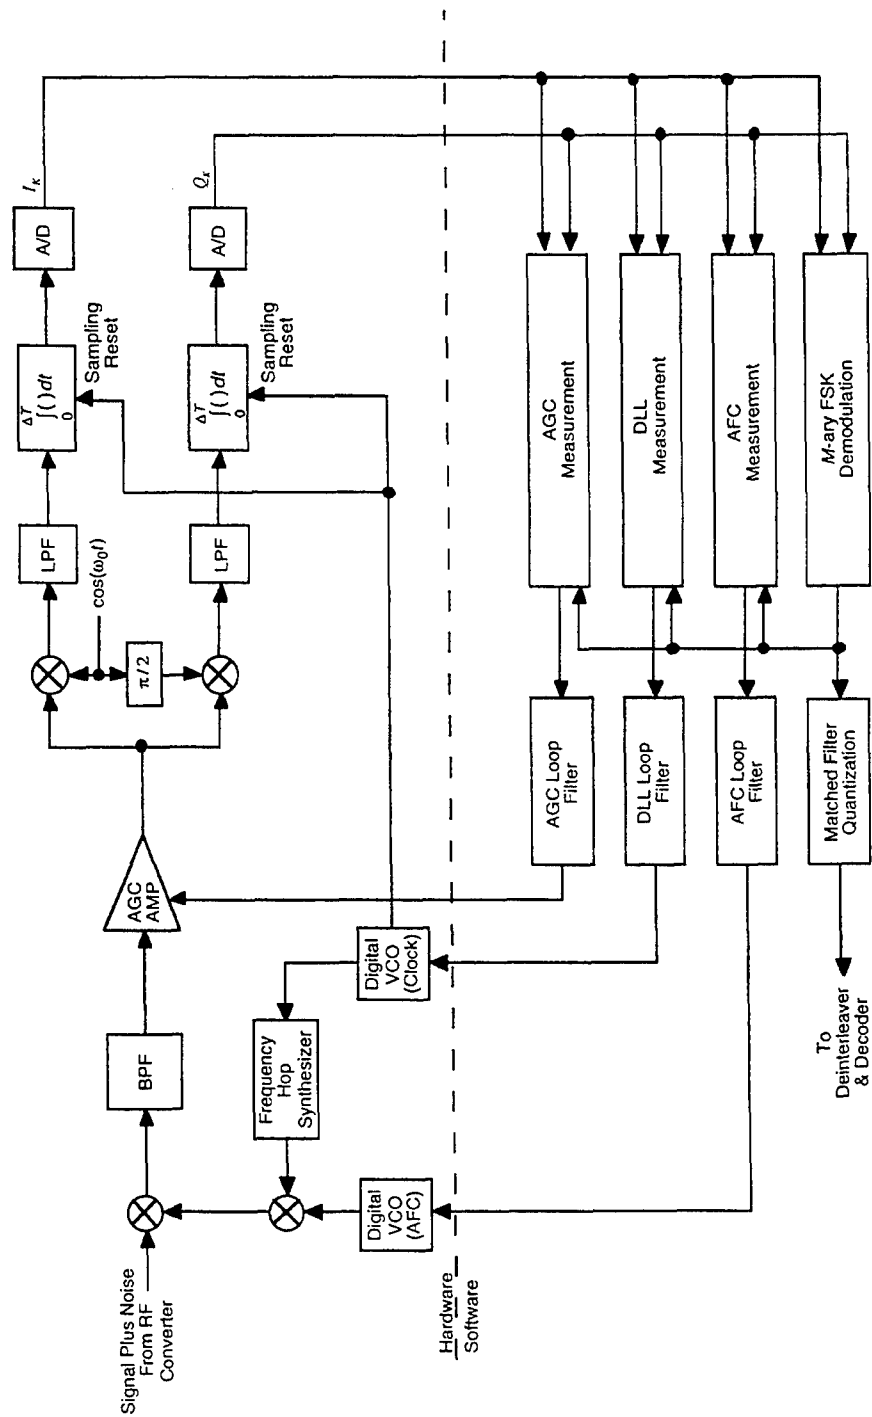 Signal Plus Noise
From RF
Converter
BPF
AGC
AMP
cos(ω₀t)
π/2
LPF
LPF
ΔT
∫( )dt
0
Sampling
Reset
ΔT
∫( )dt
0
Sampling
Reset
A/D
A/D
I_K
Q_K
Frequency
Hop
Synthesizer
Digital
VCO
(Clock)
Digital
VCO
(AFC)
Hardware
Software
AGC Loop
Filter
AGC
Measurement
DLL Loop
Filter
DLL
Measurement
AFC Loop
Filter
AFC
Measurement
Matched Filter
Quantization
M-ary FSK
Demodulation
To
Deinterleaver
& Decoder